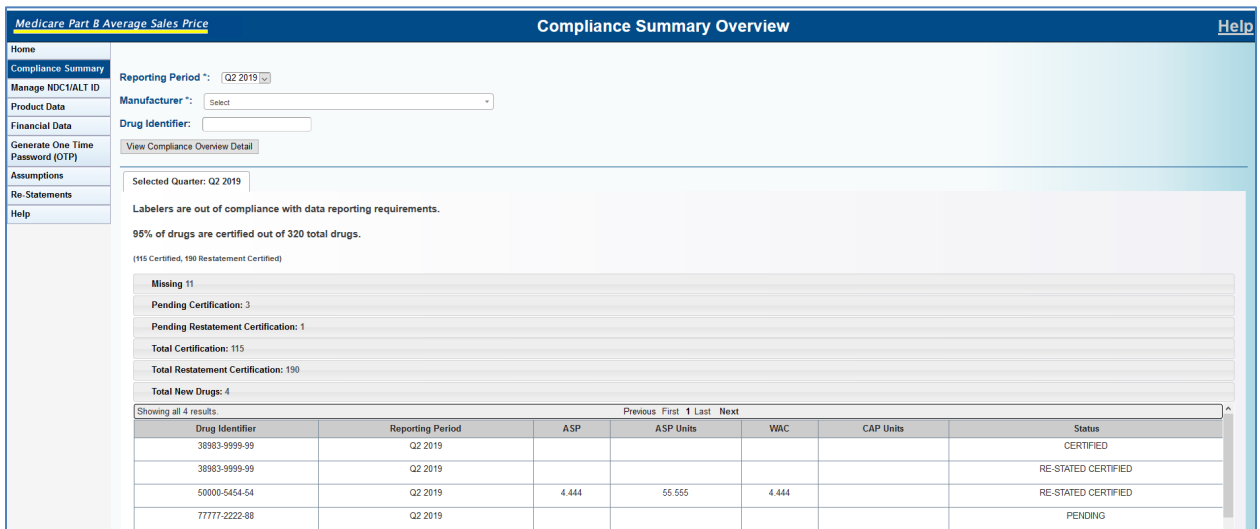 Medicare Part B Average Sales Price
Compliance Summary Overview
Help
Home
Compliance Summary
Manage NDC1/ALT ID
Product Data
Financial Data
Generate One Time
Password (OTP)
Assumptions
Re-Statements
Help
Reporting Period *: Q2 2019
Manufacturer *: Select
Drug Identifier:
View Compliance Overview Detail
Selected Quarter: Q2 2019
Labelers are out of compliance with data reporting requirements.
95% of drugs are certified out of 320 total drugs.
(115 Certified, 190 Restatement Certified)
Missing 11
Pending Certification: 3
Pending Restatement Certification: 1
Total Certification: 115
Total Restatement Certification: 190
Total New Drugs: 4
Showing all 4 results. Previous First 1 Last Next
Drug Identifier Reporting Period ASP ASP Units WAC CAP Units Status
38983-9999-99 Q2 2019 CERTIFIED
38983-9999-99 Q2 2019 RE-STATED CERTIFIED
50000-5454-54 Q2 2019 4.444 55.555 4.444 RE-STATED CERTIFIED
77777-2222-88 Q2 2019 PENDING